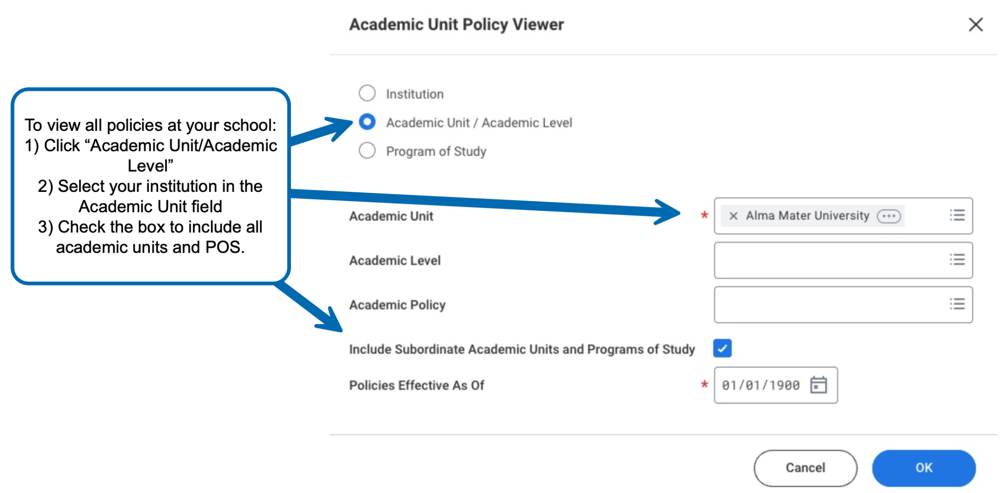 Academic Unit Policy Viewer
To view all policies at your school:
1) Click “Academic Unit/Academic
Level”
2) Select your institution in the
Academic Unit field
3) Check the box to include all
academic units and POS.
Institution
Academic Unit / Academic Level
Program of Study
Academic Unit * × Alma Mater University
Academic Level
Academic Policy
Include Subordinate Academic Units and Programs of Study
Policies Effective As Of * 01/01/1900
Cancel OK